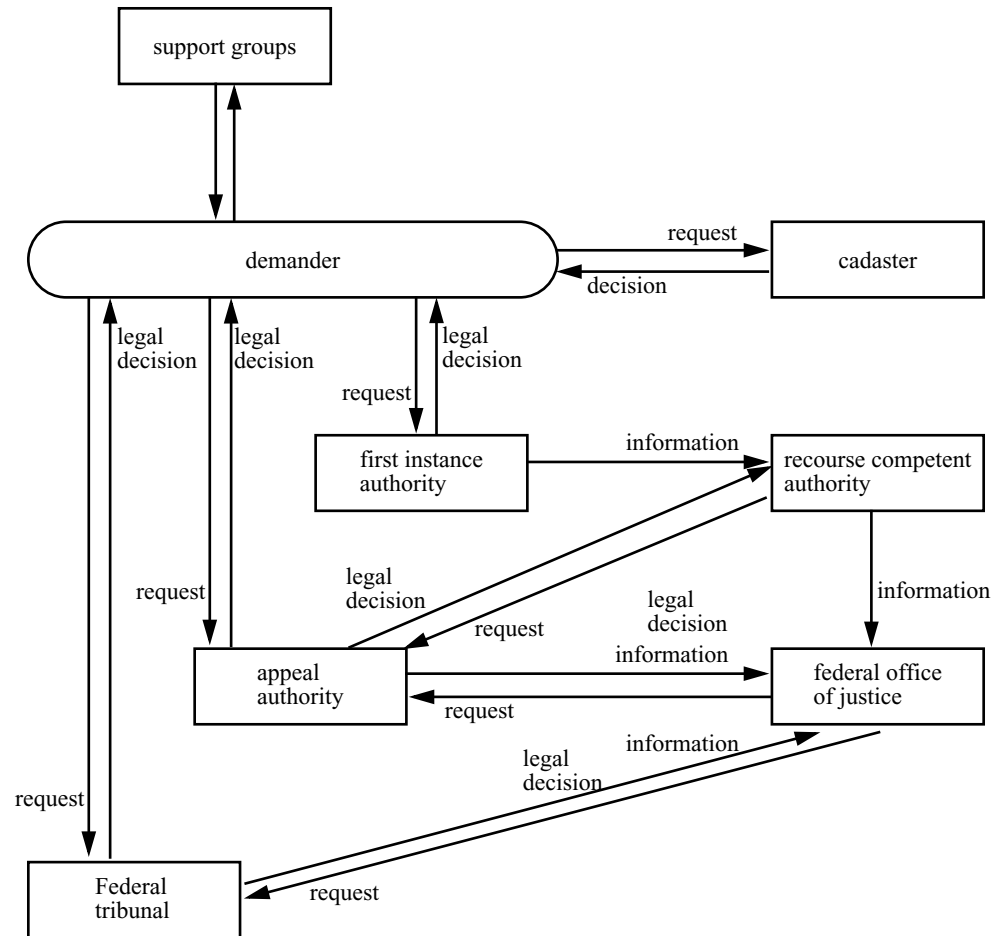 support groups
request
demander
cadaster
decision
legal
decision
legal
decision
legal
decision
request
information
first instance
authority
recourse competent
authority
legal
decision
request
information
legal
decision
request
information
appeal
authority
federal office
of justice
request
information
legal
decision
request
Federal
tribunal
request